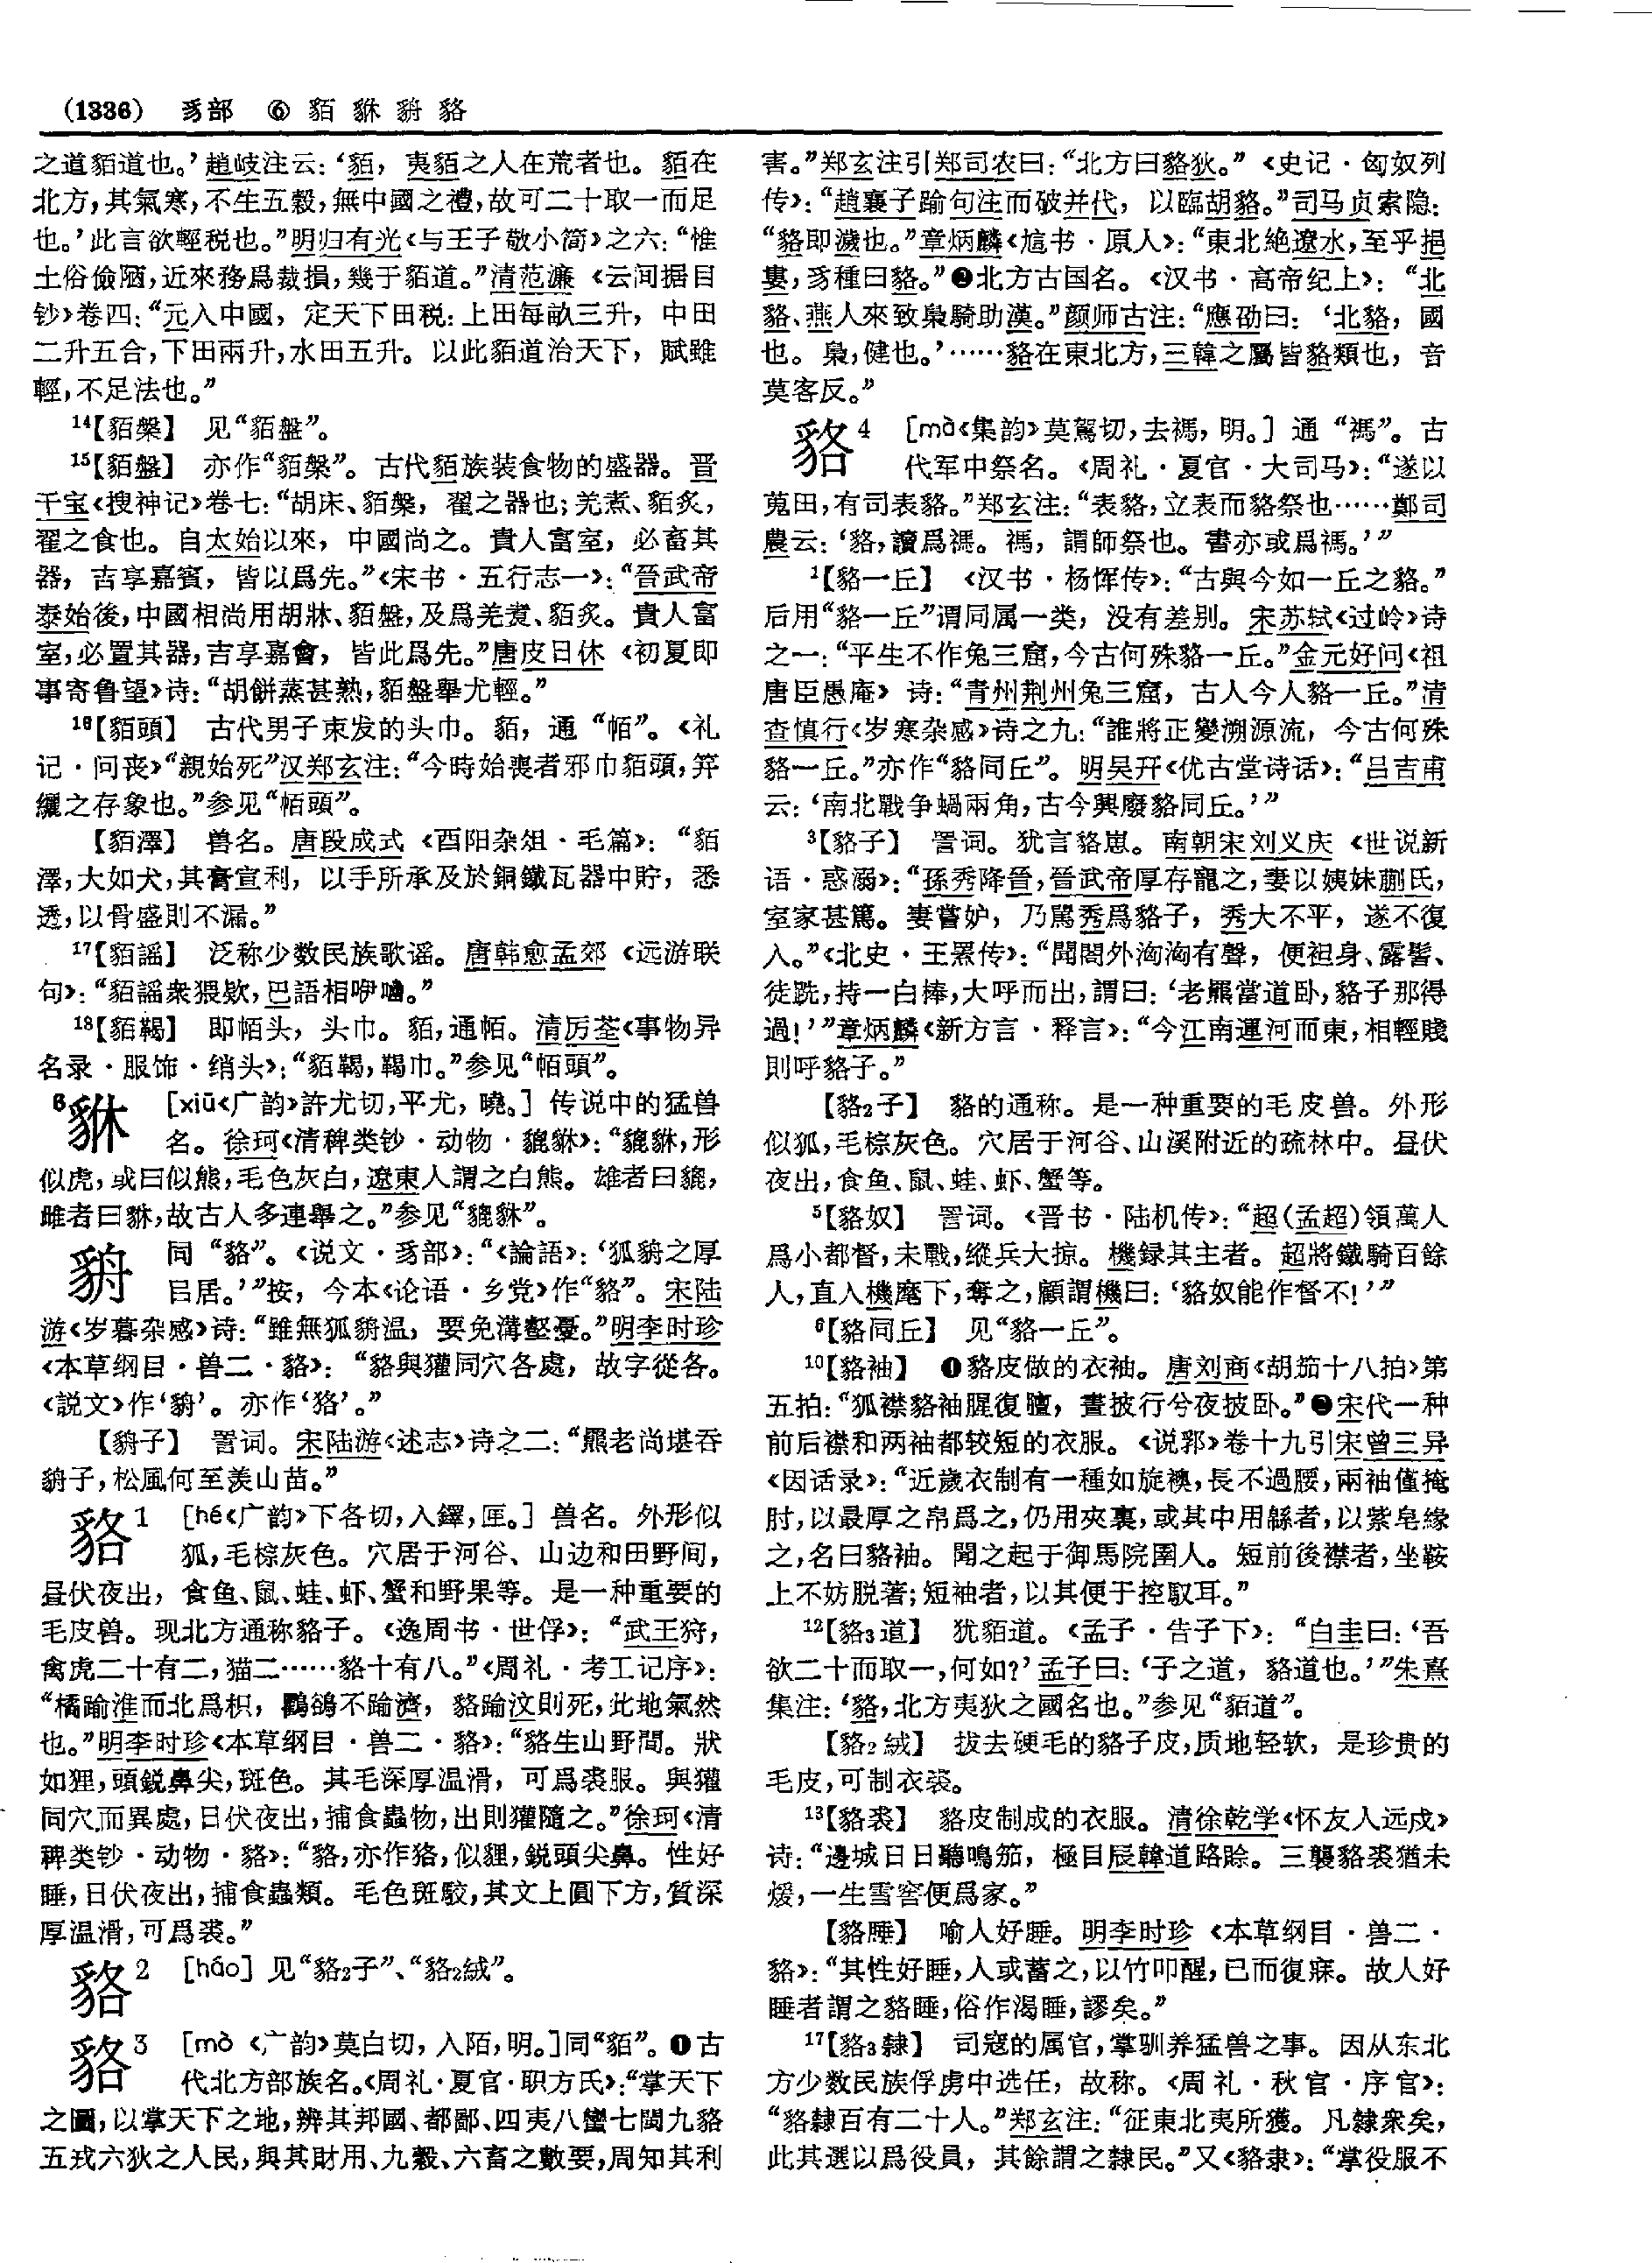 (1336) 豸部 ⑥ 貊 貅 貈 貉
之道貊道也。’趙岐注云：‘貊，夷貊之人在荒者也。貊在
北方，其氣寒，不生五穀，無中國之禮，故可二十取一而足
也。’此言欲輕税也。”明归有光《与王子敬小简》之六：“惟
土俗儉陋，近來務爲裁損，幾于貊道。”清范濂《云间据目
钞》卷四：“元入中國，定天下田税：上田每畝三升，中田
二升五合，下田兩升，水田五升。以此貊道治天下，賦雖
輕，不足法也。”
14【貊槃】 见“貊盤”。
15【貊盤】 亦作“貊槃”。古代貊族装食物的盛器。晋
干宝《搜神记》卷七：“胡床、貊槃，翟之器也；羌煮、貊炙，
翟之食也。自太始以來，中國尚之。貴人富室，必畜其
器，吉享嘉賓，皆以爲先。”《宋书·五行志一》：“晉武帝
泰始後，中國相尚用胡牀、貊盤，及爲羌煮、貊炙。貴人富
室，必置其器，吉享嘉會，皆此爲先。”唐皮日休《初夏即
事寄鲁望》诗：“胡餅蒸甚熟，貊盤舉尤輕。”
16【貊頭】 古代男子束发的头巾。貊，通“帕”。《礼
记·问丧》“親始死”汉郑玄注：“今時始喪者邪巾貊頭，笄
纚之存象也。”参见“帞頭”。
【貊澤】 兽名。唐段成式《酉阳杂俎·毛篇》：“貊
澤，大如犬，其膏宣利，以手所承及於銅鐵瓦器中貯，悉
透，以骨盛則不漏。”
17【貊謡】 泛称少数民族歌谣。唐韩愈孟郊《远游联
句》：“貊謡衆猥欵，巴語相咿嚘。”
18【貊鞨】 即帞头，头巾。貊，通帞。清厉荃《事物异
名录·服饰·绡头》：“貊鞨，鞨巾。”参见“帞頭”。
6貅 [xiū《广韵》許尤切，平尤，曉。] 传说中的猛兽
名。徐珂《清稗类钞·动物·貔貅》：“貔貅，形
似虎，或曰似熊，毛色灰白，遼東人謂之白熊。雄者曰貔，
雌者曰貅，故古人多連舉之。”参见“貔貅”。
貈 同“貉”。《说文·豸部》：“《論語》：‘狐貈之厚
㠯居。’”按，今本《论语·乡党》作“貉”。宋陆
游《岁暮杂感》诗：“雖無狐貈温，要免溝壑憂。”明李时珍
《本草纲目·兽二·貉》：“貉與獾同穴各處，故字從各。
《説文》作‘貈’。亦作‘狢’。”
【貈子】 詈词。宋陆游《述志》诗之二：“羆老尚堪吞
貈子，松風何至羨山苗。”
貉1 [hé《广韵》下各切，入鐸，匣。] 兽名。外形似
狐，毛棕灰色。穴居于河谷、山边和田野间，
昼伏夜出，食鱼、鼠、蛙、虾、蟹和野果等。是一种重要的
毛皮兽。现北方通称貉子。《逸周书·世俘》：“武王狩，
禽虎二十有二，猫二……貉十有八。”《周礼·考工记序》：
“橘踰淮而北爲枳，鸜鵒不踰濟，貉踰汶則死，此地氣然
也。”明李时珍《本草纲目·兽二·貉》：“貉生山野間。狀
如狸，頭鋭鼻尖，斑色。其毛深厚温滑，可爲裘服。與獾
同穴而異處，日伏夜出，捕食蟲物，出則獾隨之。”徐珂《清
稗类钞·动物·貉》：“貉，亦作狢，似貍，鋭頭尖鼻。性好
睡，日伏夜出，捕食蟲類。毛色斑駮，其文上圓下方，質深
厚温滑，可爲裘。”
貉2 [háo] 见“貉2子”、“貉2絨”。
貉3 [mò《广韵》莫白切，入陌，明。]同“貊”。❶古
代北方部族名。《周礼·夏官·职方氏》：“掌天下
之圖，以掌天下之地，辨其邦國、都鄙、四夷八蠻七閩九貉
五戎六狄之人民，與其財用、九穀、六畜之數要，周知其利
害。”郑玄注引郑司农曰：“北方曰貉狄。”《史记·匈奴列
传》：“趙襄子踰句注而破并代，以臨胡貉。”司马贞索隐：
“貉即濊也。”章炳麟《訄书·原人》：“東北絶遼水，至乎挹
婁，豸種曰貉。”❷北方古国名。《汉书·高帝纪上》：“北
貉、燕人來致梟騎助漢。”颜师古注：“應劭曰：‘北貉，國
也。梟，健也。’……貉在東北方，三韓之屬皆貉類也，音
莫客反。”
貉4 [mà《集韵》莫駕切，去禡，明。] 通“禡”。古
代军中祭名。《周礼·夏官·大司马》：“遂以
蒐田，有司表貉。”郑玄注：“表貉，立表而貉祭也……鄭司
農云：‘貉，讀爲禡。禡，謂師祭也。書亦或爲禡。’”
1【貉一丘】 《汉书·杨恽传》：“古與今如一丘之貉。”
后用“貉一丘”谓同属一类，没有差别。宋苏轼《过岭》诗
之一：“平生不作兔三窟，今古何殊貉一丘。”金元好问《祖
唐臣愚庵》诗：“青州荆州兔三窟，古人今人貉一丘。”清
查慎行《岁寒杂感》诗之九：“誰將正變溯源流，今古何殊
貉一丘。”亦作“貉同丘”。明吴幵《优古堂诗话》：“吕吉甫
云：‘南北戰争蝸兩角，古今興廢貉同丘。’”
3【貉子】 詈词。犹言貉崽。南朝宋刘义庆《世说新
语·惑溺》：“孫秀降晉，晉武帝厚存寵之，妻以姨妹蒯氏，
室家甚篤。妻嘗妒，乃駡秀爲貉子，秀大不平，遂不復
入。”《北史·王罴传》：“聞閤外洶洶有聲，便袒身、露髻、
徒跣，持一白棒，大呼而出，謂曰：‘老羆當道卧，貉子那得
過！’”章炳麟《新方言·释言》：“今江南運河而東，相輕賤
則呼貉子。”
【貉2子】 貉的通称。是一种重要的毛皮兽。外形
似狐，毛棕灰色。穴居于河谷、山溪附近的疏林中。昼伏
夜出，食鱼、鼠、蛙、虾、蟹等。
5【貉奴】 詈词。《晋书·陆机传》：“超（孟超）領萬人
爲小都督，未戰，縱兵大掠。機録其主者。超將鐵騎百餘
人，直入機麾下，奪之，顧謂機曰：‘貉奴能作督不！’”
6【貉同丘】 见“貉一丘”。
10【貉袖】 ❶貉皮做的衣袖。唐刘商《胡笳十八拍》第
五拍：“狐襟貉袖腥復羶，晝披行兮夜披卧。”❷宋代一种
前后襟和两袖都较短的衣服。《说郛》卷十九引宋曾三异
《因话录》：“近歲衣制有一種如旋襖，長不過腰，兩袖僅掩
肘，以最厚之帛爲之，仍用夾裏，或其中用緜者，以紫皂緣
之，名曰貉袖。聞之起于御馬院圉人。短前後襟者，坐鞍
上不妨脱著；短袖者，以其便于控馭耳。”
12【貉3道】 犹貊道。《孟子·告子下》：“白圭曰：‘吾
欲二十而取一，何如？’孟子曰：‘子之道，貉道也。’”朱熹
集注：‘貉，北方夷狄之國名也。”参见“貊道”。
【貉2絨】 拔去硬毛的貉子皮，质地轻软，是珍贵的
毛皮，可制衣裘。
13【貉裘】 貉皮制成的衣服。清徐乾学《怀友人远戍》
诗：“邊城日日聽鳴笳，極目辰韓道路賒。三襲貉裘猶未
煖，一生雪窖便爲家。”
【貉睡】 喻人好睡。明李时珍《本草纲目·兽二·
貉》：“其性好睡，人或蓄之，以竹叩醒，已而復寐。故人好
睡者謂之貉睡，俗作渴睡，謬矣。”
17【貉3隸】 司寇的属官，掌驯养猛兽之事。因从东北
方少数民族俘虏中选任，故称。《周礼·秋官·序官》：
“貉隸百有二十人。”郑玄注：“征東北夷所獲。凡隸衆矣，
此其選以爲役員，其餘謂之隸民。”又《貉隶》：“掌役服不